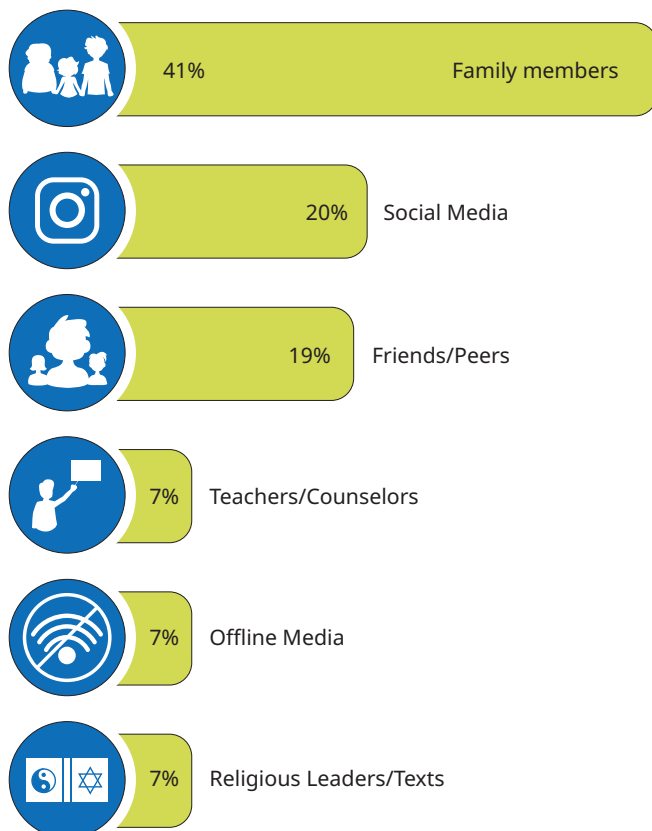 41% Family members
20% Social Media
19% Friends/Peers
7% Teachers/Counselors
7% Offline Media
7% Religious Leaders/Texts